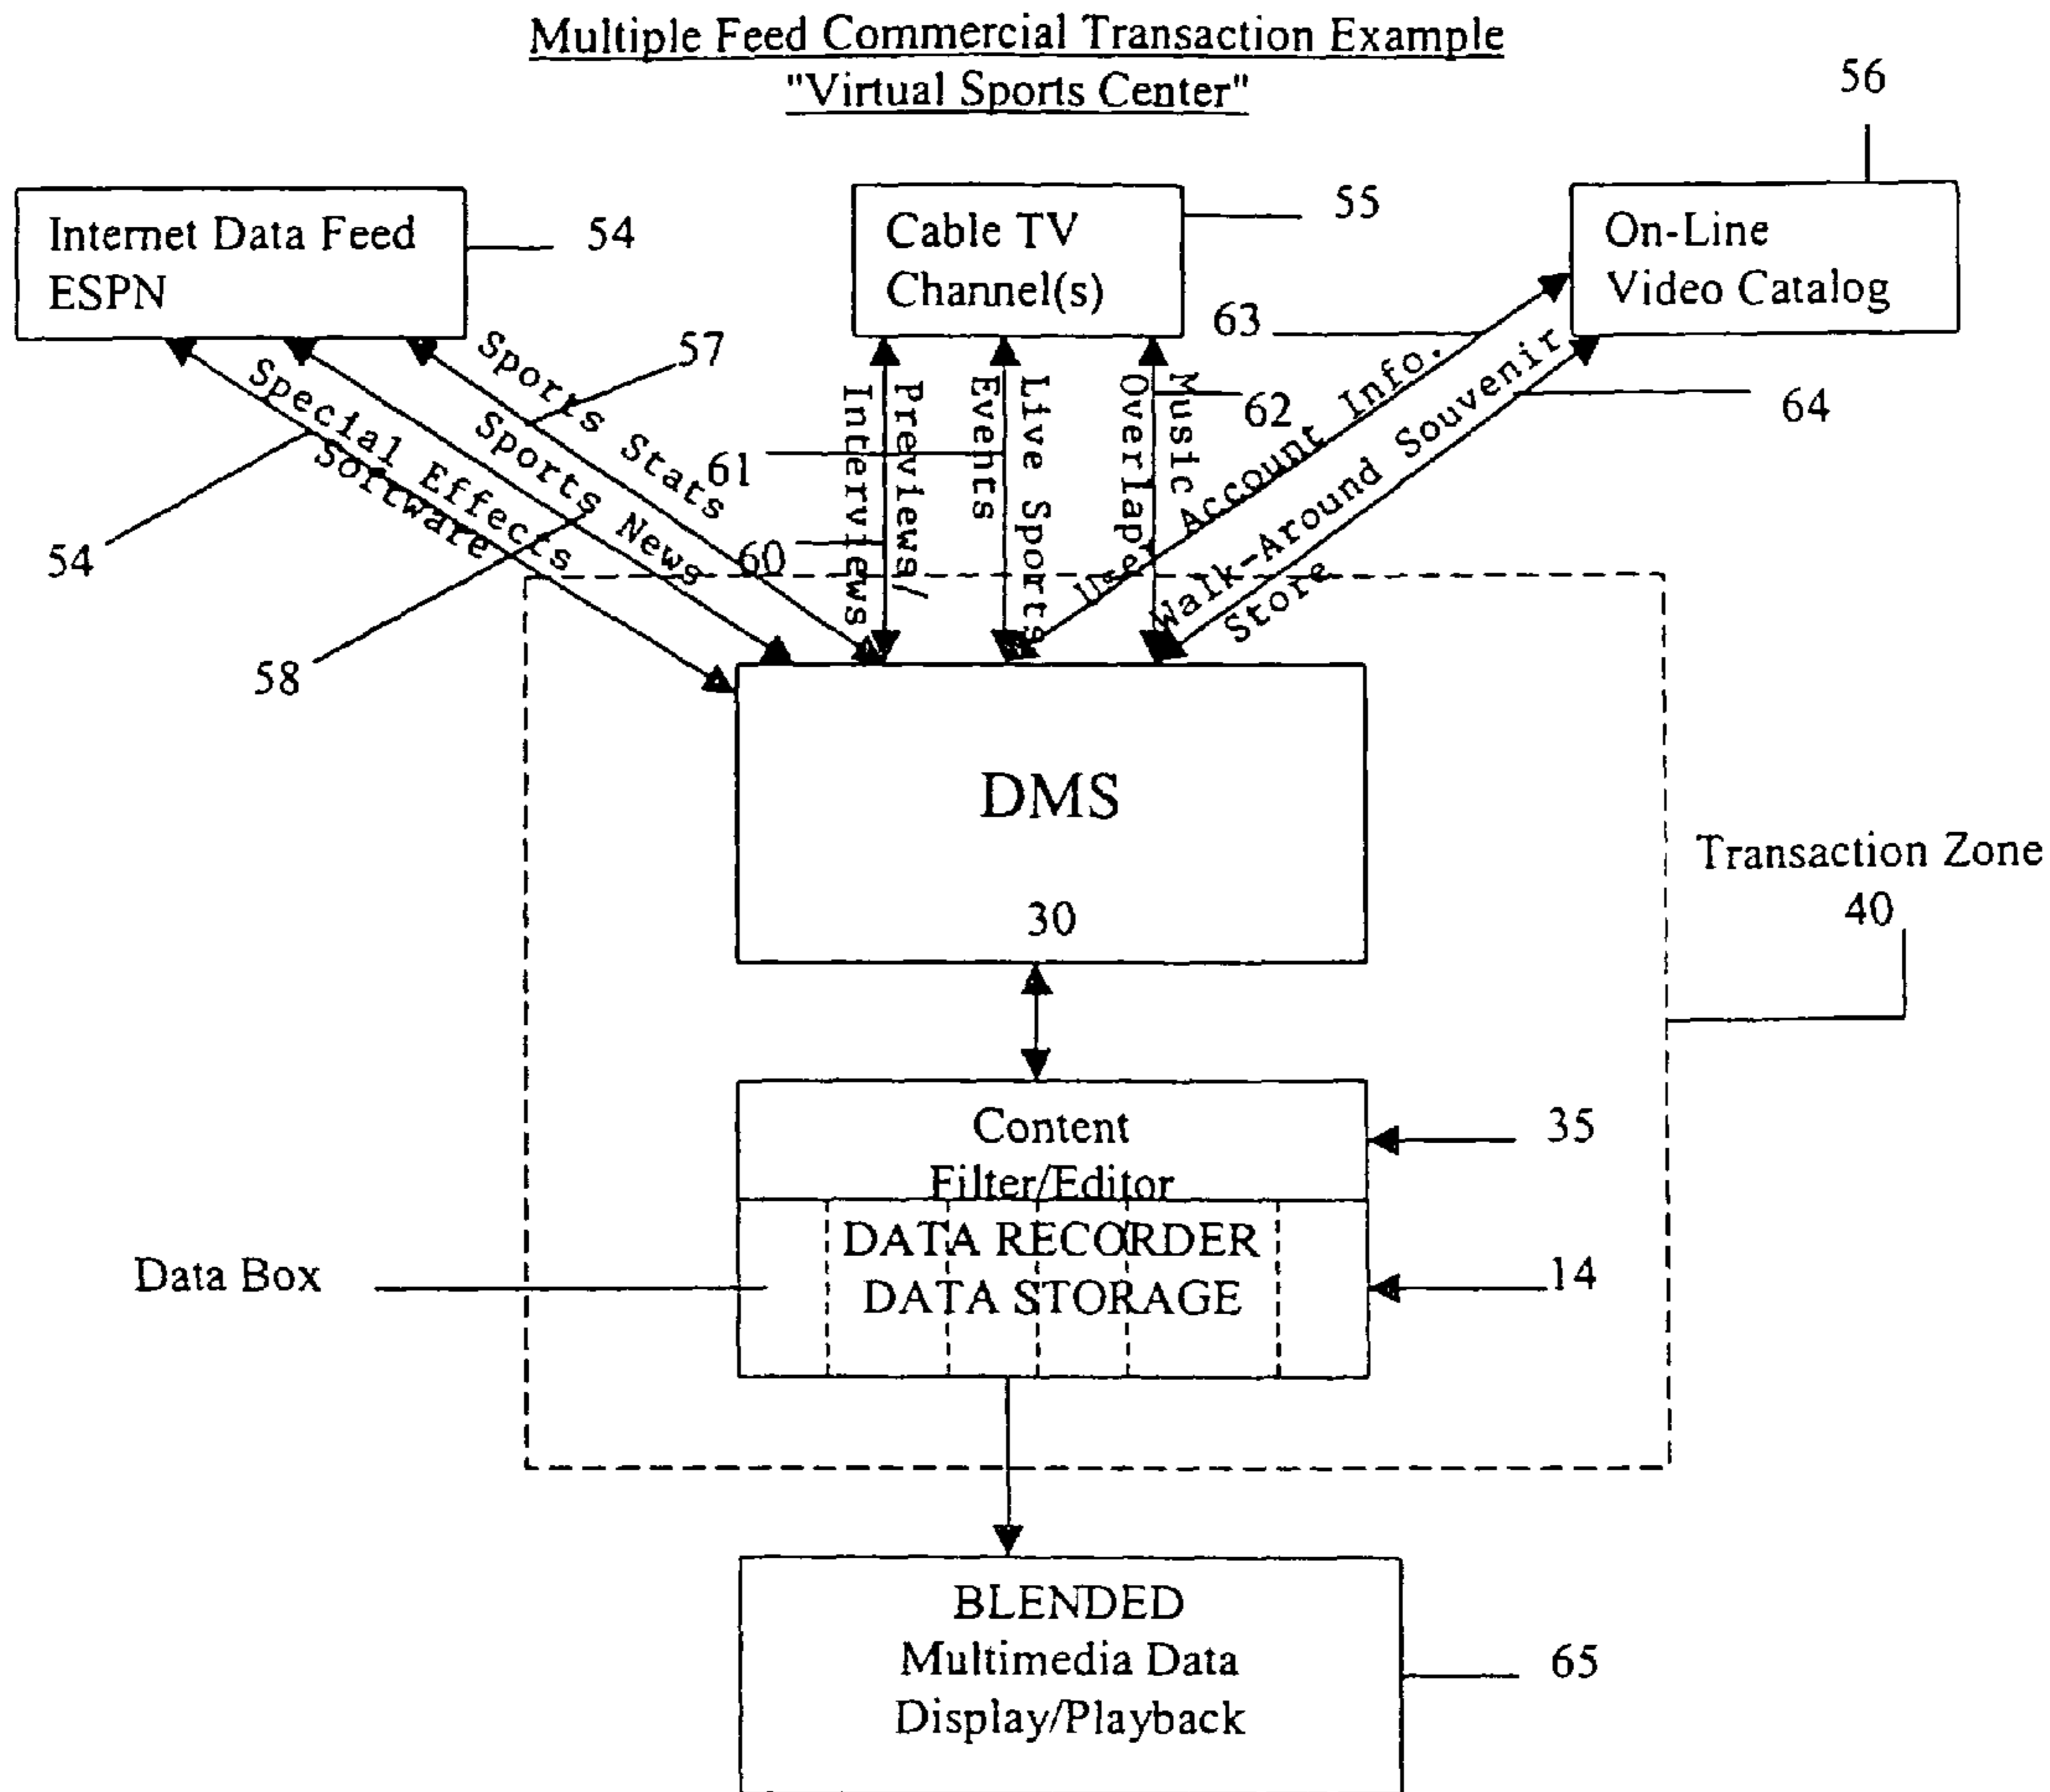 Multiple Feed Commercial Transaction Example
"Virtual Sports Center"
56
Internet Data Feed
ESPN
54
Cable TV
Channel(s)
55
On-Line
Video Catalog
Sports Stats
57
Sports News
58
Special Effects
Software
54
Previews/
Interviews
60
Live Sports
Events
61
Music
Overlap
62
User Account Info.
63
Walk-Around Souvenir
Store
64
DMS
30
Transaction Zone
40
Content
Filter/Editor
35
DATA RECORDER
DATA STORAGE
14
Data Box
BLENDED
Multimedia Data
Display/Playback
65